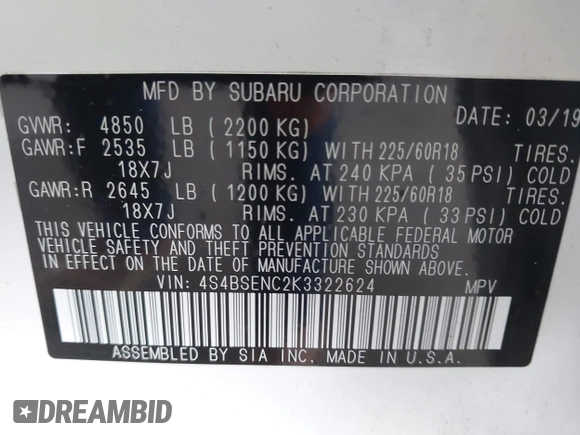 MFD BY SUBARU CORPORATION
DATE: 03/19
GVWR: 4850 LB (2200 KG)
GAWR:F 2535 LB (1150 KG) WITH 225/60R18 TIRES.
18X7J RIMS. AT 240 KPA (35 PSI) COLD
GAWR:R 2645 LB (1200 KG) WITH 225/60R18 TIRES.
18X7J RIMS. AT 230 KPA (33 PSI) COLD
THIS VEHICLE CONFORMS TO ALL APPLICABLE FEDERAL MOTOR
VEHICLE SAFETY AND THEFT PREVENTION STANDARDS
IN EFFECT ON THE DATE OF MANUFACTURE SHOWN ABOVE.
VIN: 4S4BSENC2K3322624 MPV
ASSEMBLED BY SIA INC. MADE IN U.S.A.
DREAMBID